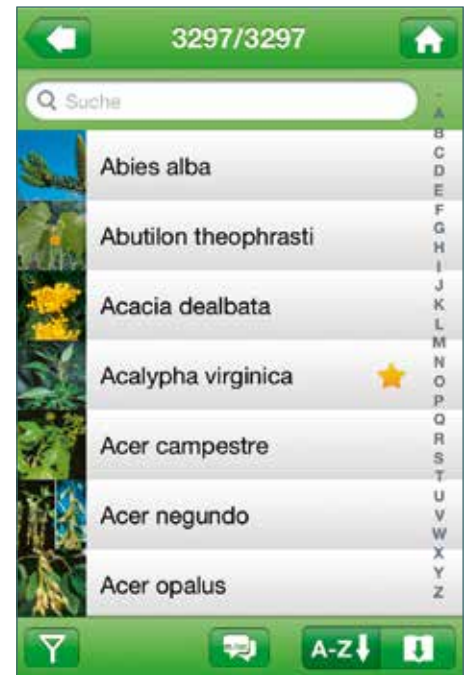 3297/3297
Suche
Abies alba
Abutilon theophrasti
Acacia dealbata
Acalypha virginica
Acer campestre
Acer negundo
Acer opalus
A
B
C
D
E
F
G
H
I
J
K
L
M
N
O
P
Q
R
S
T
U
V
W
X
Y
Z
A-Z